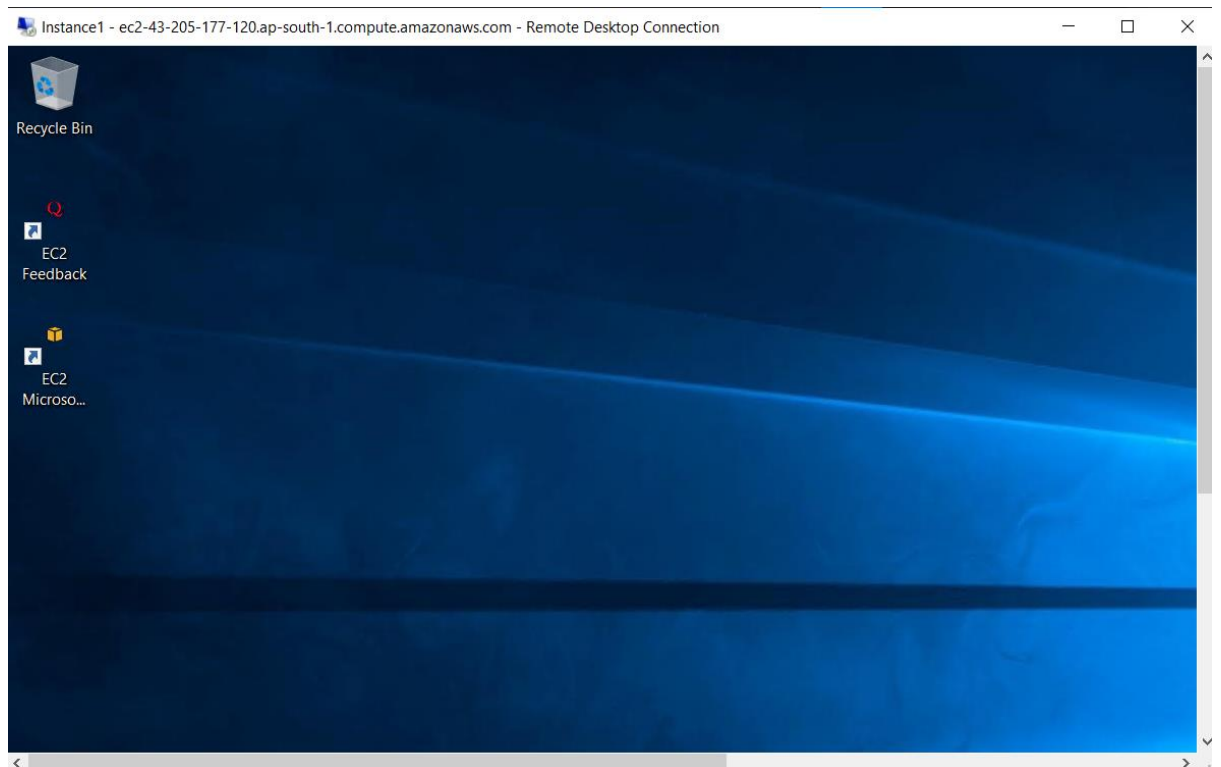 Instance1 - ec2-43-205-177-120.ap-south-1.compute.amazonaws.com - Remote Desktop Connection
Recycle Bin
EC2
Feedback
EC2
Microso...